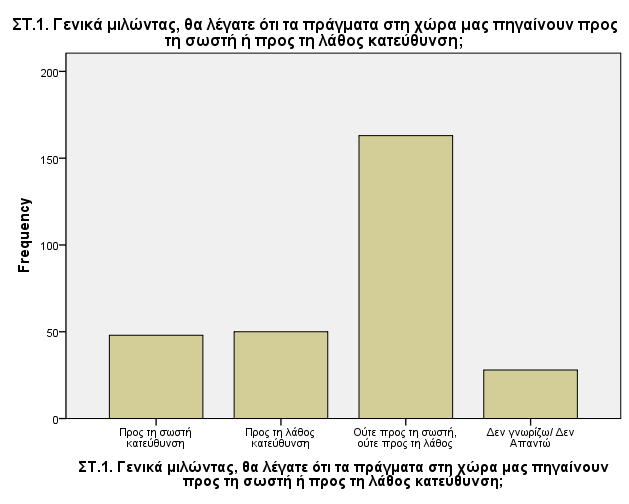 ΣΤ.1. Γενικά μιλώντας, θα λέγατε ότι τα πράγματα στη χώρα μας πηγαίνουν προς
τη σωστή ή προς τη λάθος κατεύθυνση;
200
150
100
50
0
Frequency
Προς τη σωστή
κατεύθυνση
Προς τη λάθος
κατεύθυνση
Ούτε προς τη σωστή,
ούτε προς τη λάθος
Δεν γνωρίζω/ Δεν
Απαντώ
ΣΤ.1. Γενικά μιλώντας, θα λέγατε ότι τα πράγματα στη χώρα μας πηγαίνουν
προς τη σωστή ή προς τη λάθος κατεύθυνση;